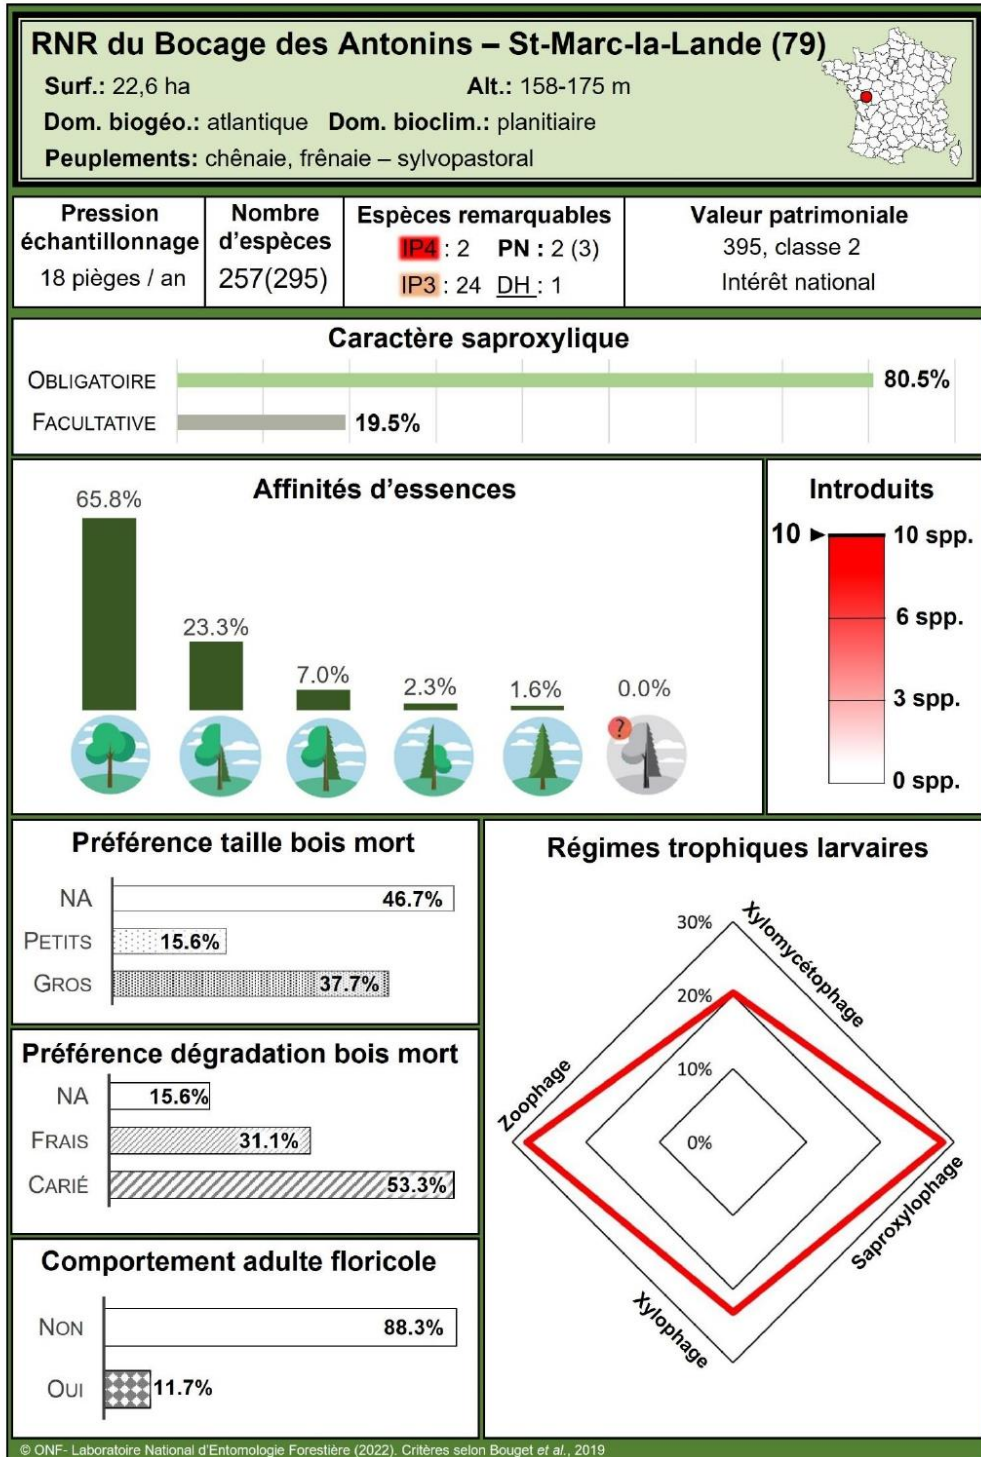 RNR du Bocage des Antonins – St-Marc-la-Lande (79)
Surf.: 22,6 ha Alt.: 158-175 m
Dom. biogéo.: atlantique Dom. bioclim.: planitiaire
Peuplements: chênaie, frênaie – sylvopastoral
Pression
échantillonnage
18 pièges / an
Nombre
d'espèces
257(295)
Espèces remarquables
IP4 : 2 PN : 2 (3)
IP3 : 24 DH : 1
Valeur patrimoniale
395, classe 2
Intérêt national
Caractère saproxylique
OBLIGATOIRE 80.5%
FACULTATIVE 19.5%
Affinités d'essences
65.8%
23.3%
7.0%
2.3%
1.6%
0.0%
?
Introduits
10 ► 10 spp.
6 spp.
3 spp.
0 spp.
Préférence taille bois mort
NA 46.7%
PETITS 15.6%
GROS 37.7%
Préférence dégradation bois mort
NA 15.6%
FRAIS 31.1%
CARIÉ 53.3%
Comportement adulte floricole
NON 88.3%
OUI 11.7%
Régimes trophiques larvaires
30%
20%
10%
0%
Xylomycétophage
Zoophage
Saproxylophage
Xylophage
© ONF- Laboratoire National d'Entomologie Forestière (2022). Critères selon Bouget et al., 2019